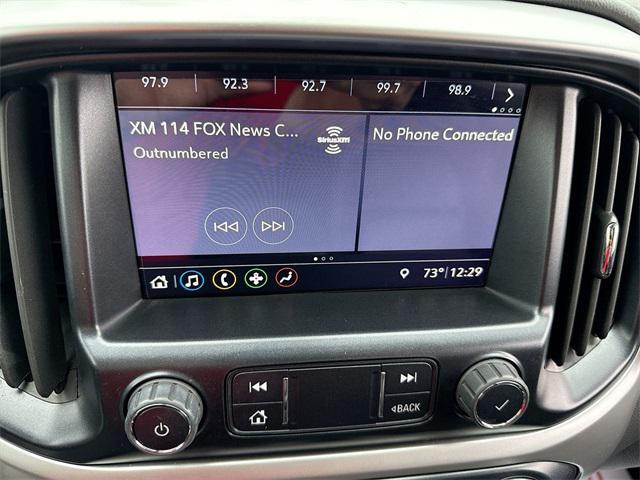 97.9 92.3 92.7 99.7 98.9
XM 114 FOX News C...
SiriusXM
No Phone Connected
Outnumbered
73° 12:29
BACK